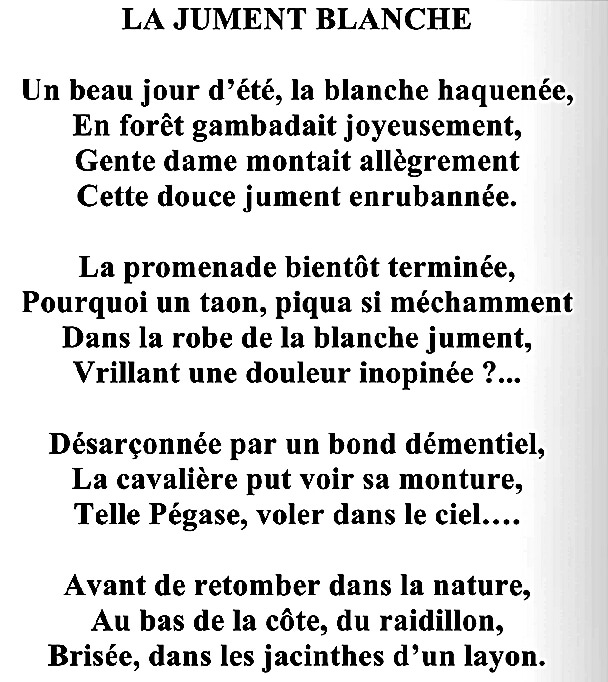 LA JUMENT BLANCHE
Un beau jour d’été, la blanche haquenée,
En forêt gambadait joyeusement,
Gente dame montait allègrement
Cette douce jument enrubannée.
La promenade bientôt terminée,
Pourquoi un taon, piqua si méchamment
Dans la robe de la blanche jument,
Vrillant une douleur inopinée ?...
Désarçonnée par un bond démentiel,
La cavalière put voir sa monture,
Telle Pégase, voler dans le ciel….
Avant de retomber dans la nature,
Au bas de la côte, du raidillon,
Brisée, dans les jacinthes d’un layon.